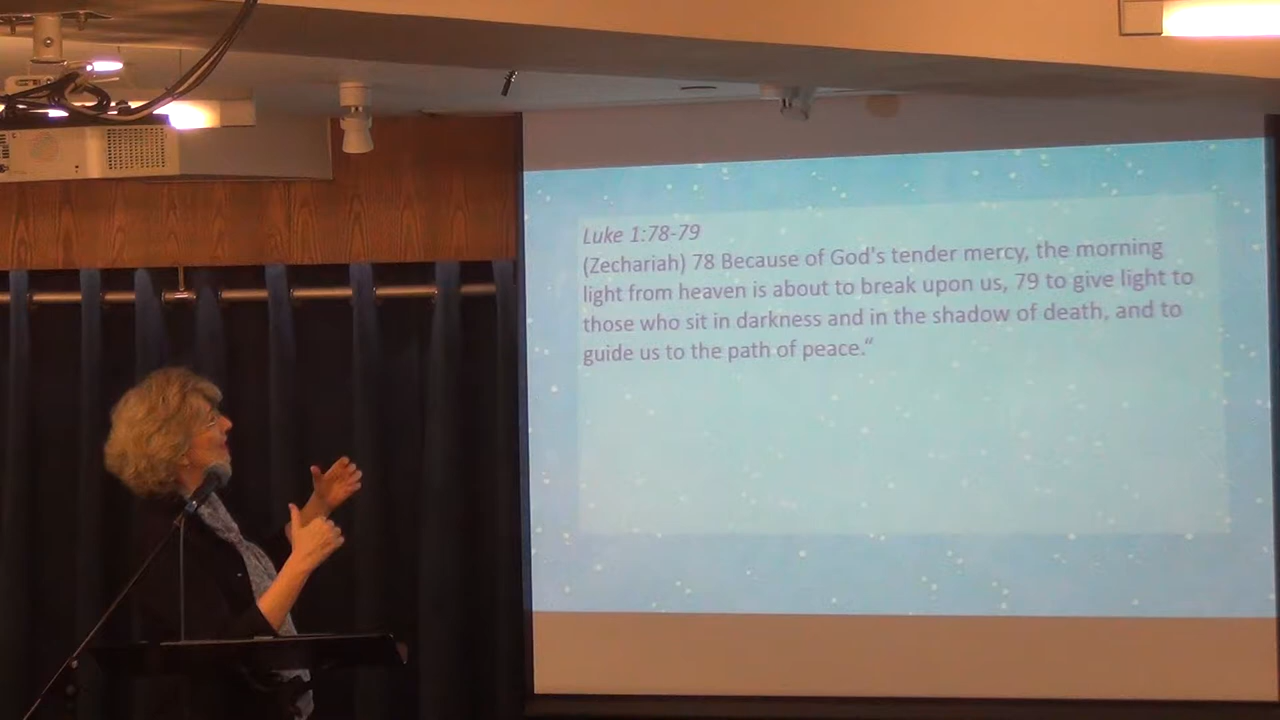 Luke 1:78-79
(Zechariah) 78 Because of God's tender mercy, the morning
light from heaven is about to break upon us, 79 to give light to
those who sit in darkness and in the shadow of death, and to
guide us to the path of peace.“